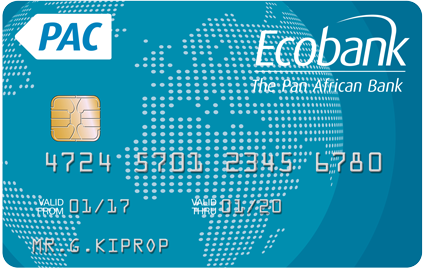 PAC
Ecobank
The Pan African Bank
4724 5701 2345 6780
VALID FROM 01/17 VALID THRU 01/20
MR.G.KIPROP